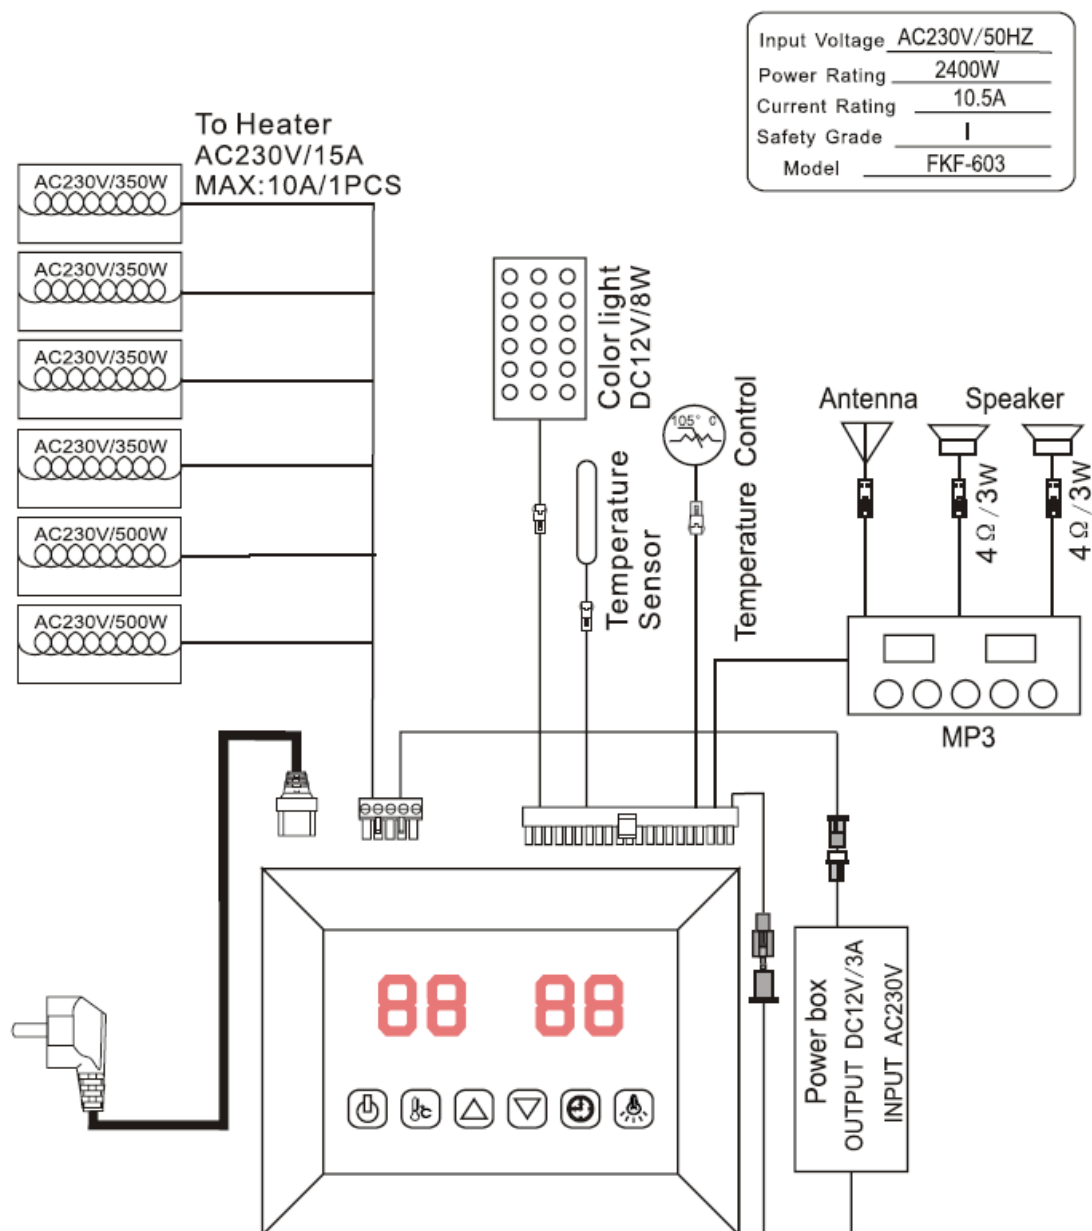 Input Voltage AC230V/50HZ
Power Rating 2400W
Current Rating 10.5A
Safety Grade I
Model FKF-603
To Heater
AC230V/15A
MAX:10A/1PCS
AC230V/350W
AC230V/350W
AC230V/350W
AC230V/350W
AC230V/500W
AC230V/500W
Color light
DC12V/8W
Temperature
Sensor
105° C
Temperature Control
Antenna
Speaker
4Ω/3W
4Ω/3W
MP3
88 88
°C
Power box
OUTPUT DC12V/3A
INPUT AC230V